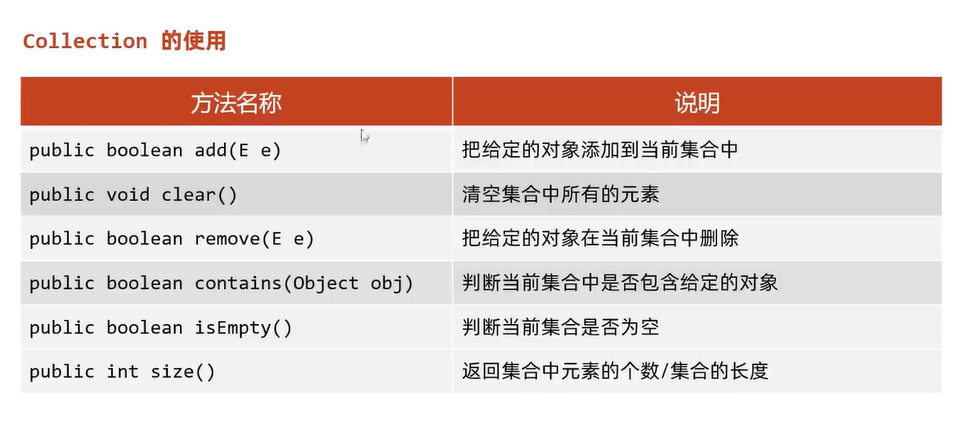 Collection 的使用
方法名称 说明
public boolean add(E e) 把给定的对象添加到当前集合中
public void clear() 清空集合中所有的元素
public boolean remove(E e) 把给定的对象在当前集合中删除
public boolean contains(Object obj) 判断当前集合中是否包含给定的对象
public boolean isEmpty() 判断当前集合是否为空
public int size() 返回集合中元素的个数/集合的长度